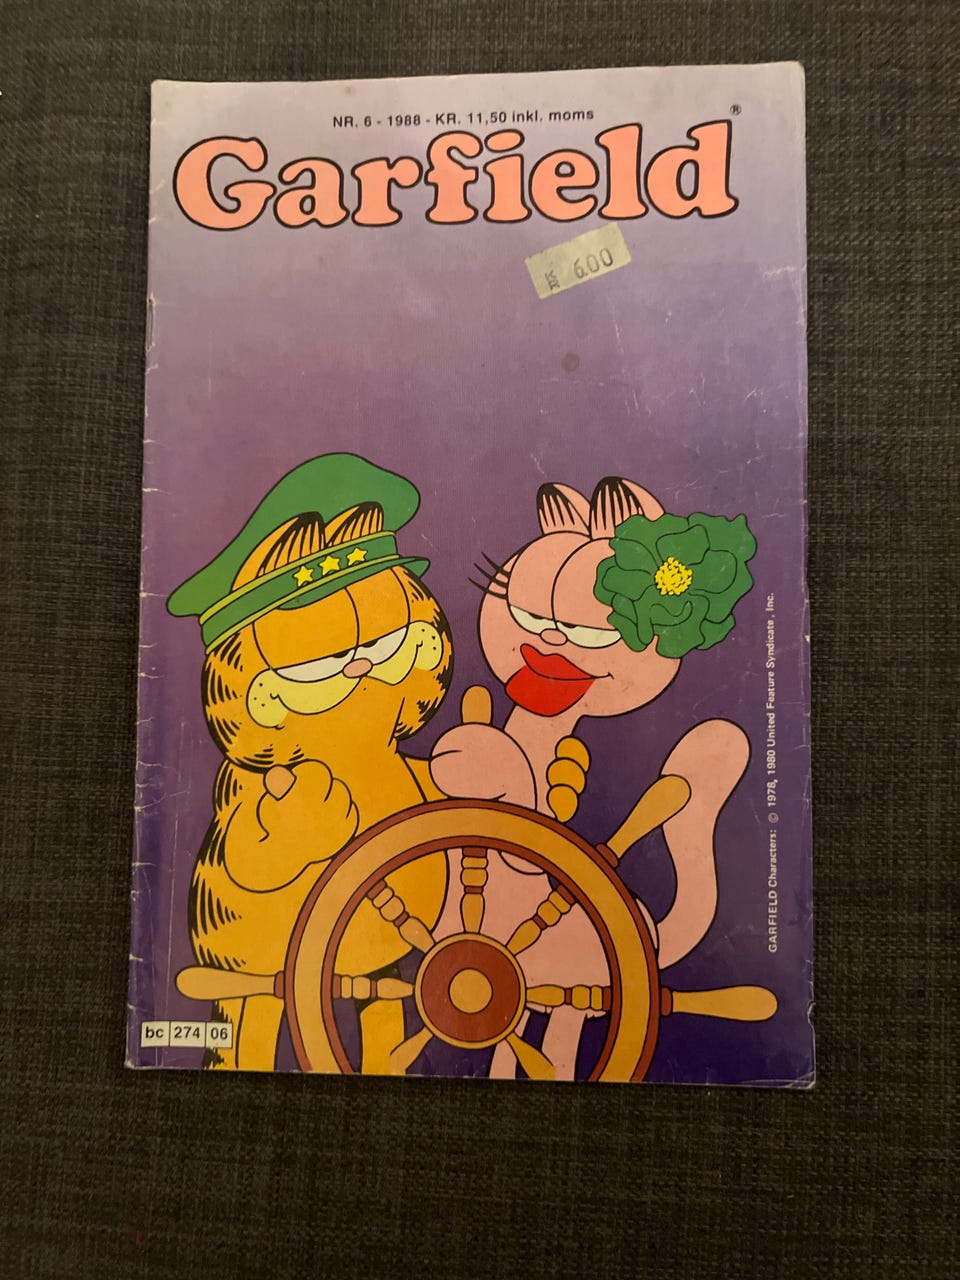 NR. 6 - 1988 - KR. 11,50 inkl. moms
Garfield®
KR 6.00
GARFIELD Characters: © 1978, 1980 United Feature Syndicate, Inc.
bc 274 06